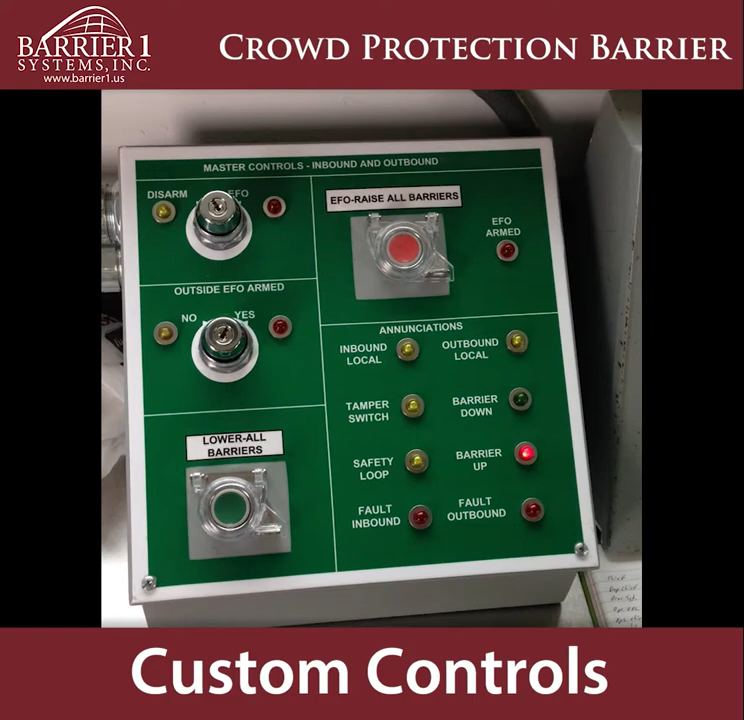 BARRIER1
SYSTEMS, INC.
www.barrier1.us
CROWD PROTECTION BARRIER
MASTER CONTROLS - INBOUND AND OUTBOUND
DISARM
EFO
EFO-RAISE ALL BARRIERS
EFO
ARMED
OUTSIDE EFO ARMED
NO
YES
ANNUNCIATIONS
INBOUND
LOCAL
OUTBOUND
LOCAL
TAMPER
SWITCH
BARRIER
DOWN
LOWER-ALL
BARRIERS
SAFETY
LOOP
BARRIER
UP
FAULT
INBOUND
FAULT
OUTBOUND
Custom Controls